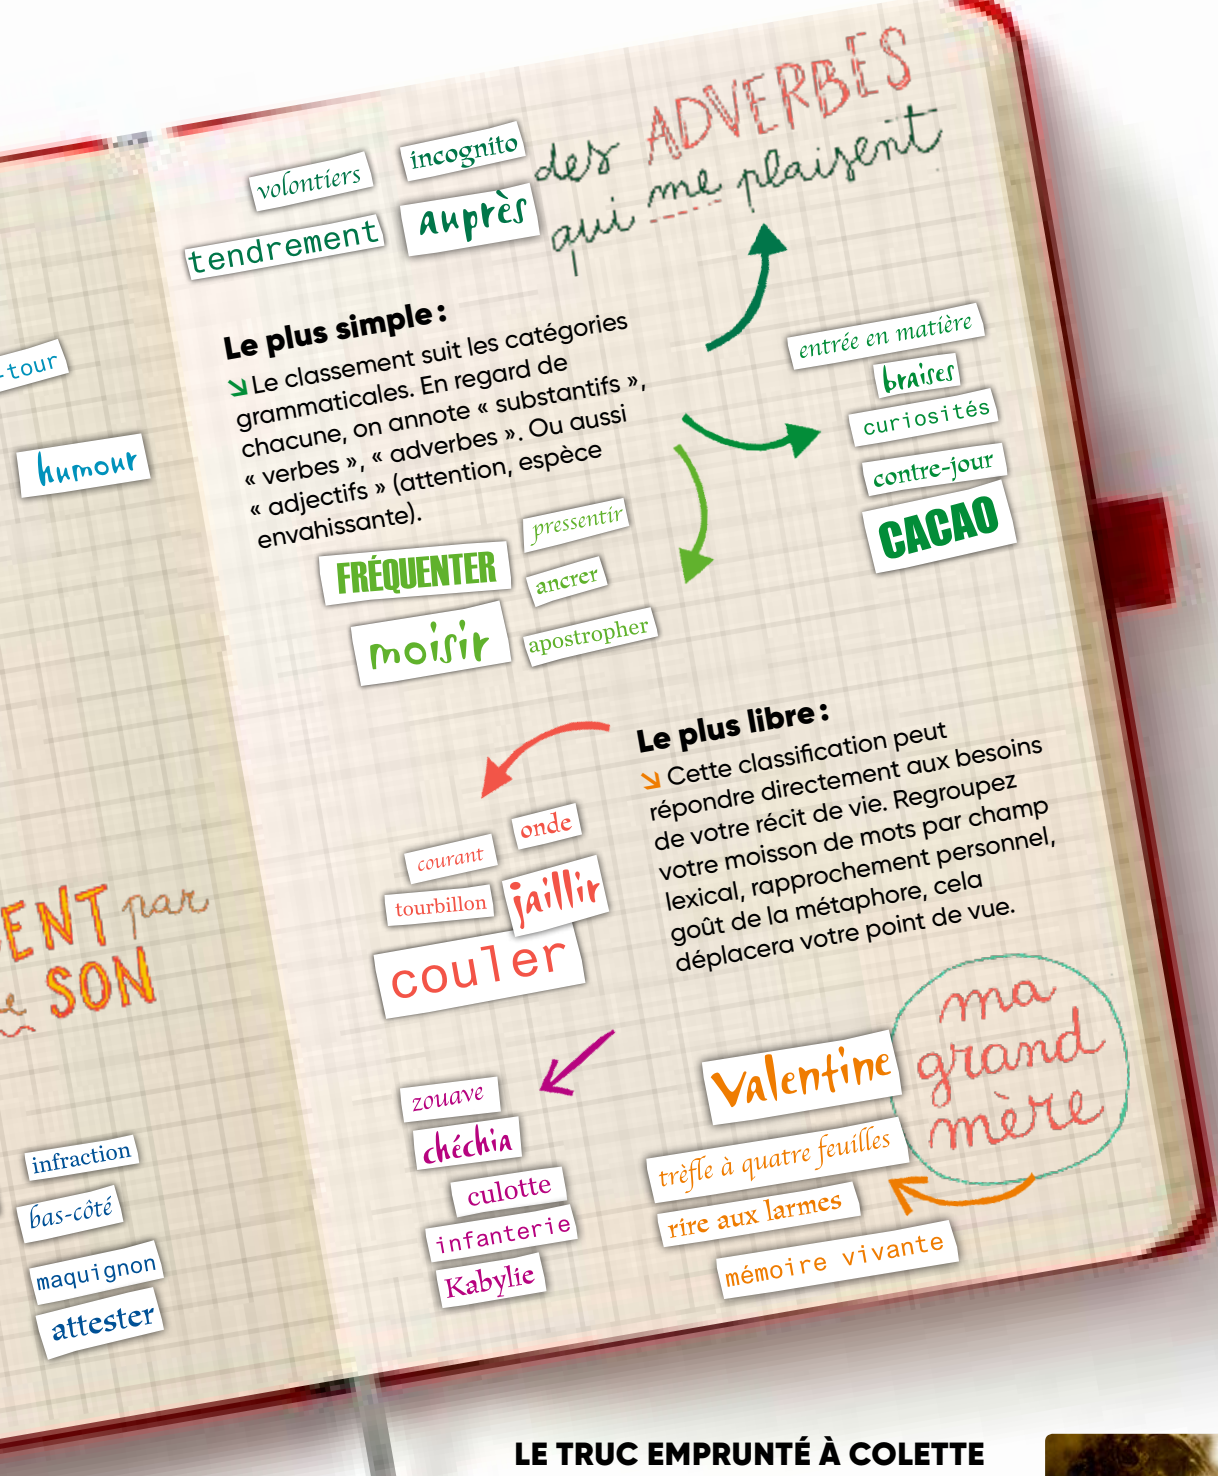 des ADVERBES
qui me plaisent
volontiers
incognito
tendrement
auprès
Le plus simple :
Le classement suit les catégories
grammaticales. En regard de
chacune, on annote « substantifs »,
« verbes », « adverbes ». Ou aussi
« adjectifs » (attention, espèce
envahissante).
entrée en matière
braises
curiosités
contre-jour
CACAO
pressentir
FRÉQUENTER
ancrer
moisir
apostropher
-tour
humour
Le plus libre :
Cette classification peut
répondre directement aux besoins
de votre récit de vie. Regroupez
votre moisson de mots par champ
lexical, rapprochement personnel,
goût de la métaphore, cela
déplacera votre point de vue.
onde
courant
tourbillon
jaillir
couler
ENT par
SON
zouave
chéchia
culotte
infanterie
Kabylie
ma
grand
mère
Valentine
trèfle à quatre feuilles
rire aux larmes
mémoire vivante
infraction
bas-côté
maquignon
attester
LE TRUC EMPRUNTÉ À COLETTE